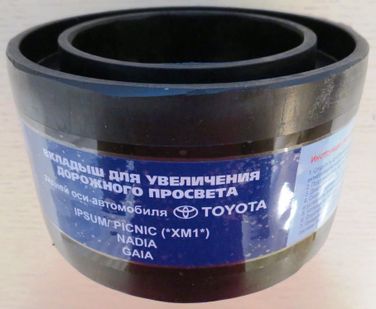 ВКЛАДЫШ ДЛЯ УВЕЛИЧЕНИЯ
ДОРОЖНОГО ПРОСВЕТА
Задней оси-автомобиля TOYOTA
IPSUM/ PICNIC (*XM1*)
NADIA
GAIA